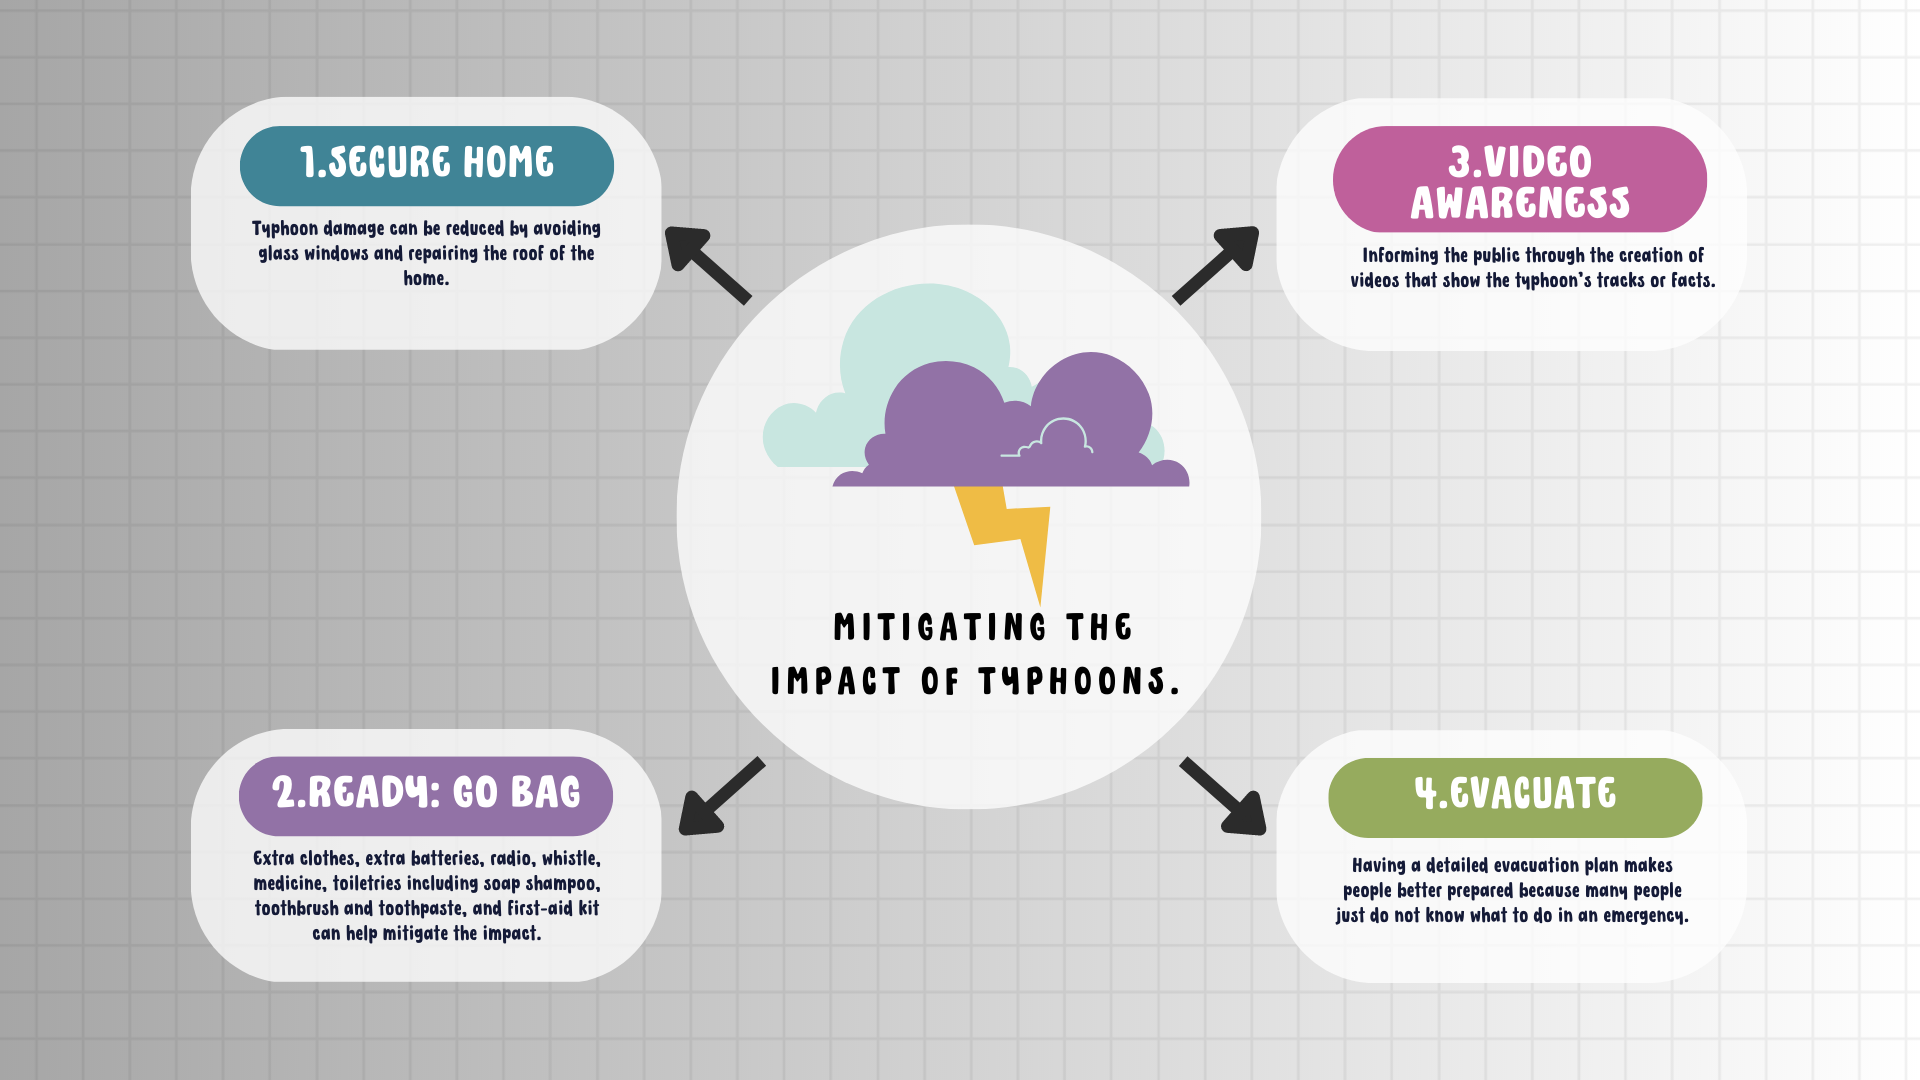 1.SECURE HOME
Typhoon damage can be reduced by avoiding
glass windows and repairing the roof of the
home.
2.READY: GO BAG
Extra clothes, extra batteries, radio, whistle,
medicine, toiletries including soap shampoo,
toothbrush and toothpaste, and first-aid kit
can help mitigate the impact.
MITIGATING THE
IMPACT OF TYPHOONS.
3.VIDEO
AWARENESS
Informing the public through the creation of
videos that show the typhoon's tracks or facts.
4.EVACUATE
Having a detailed evacuation plan makes
people better prepared because many people
just do not know what to do in an emergency.